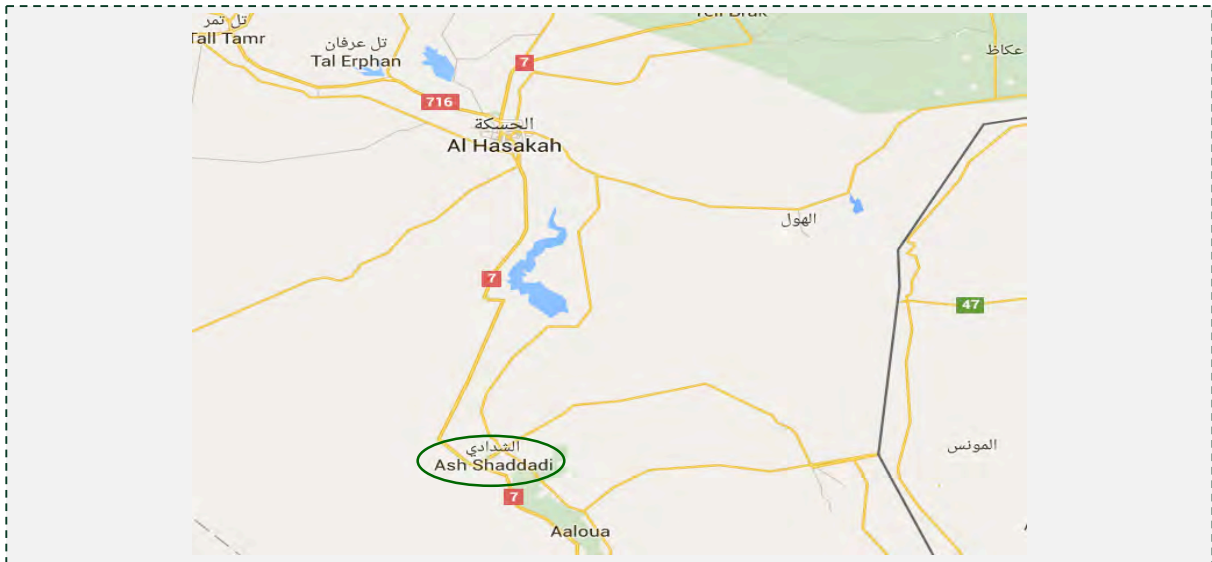 تل تمر
Tall Tamr
تل عرفان
Tal Erphan
عكاظ
7
716
الحسكة
Al Hasakah
الهول
7
47
الشدادي
Ash Shaddadi
المونس
7
Aaloua